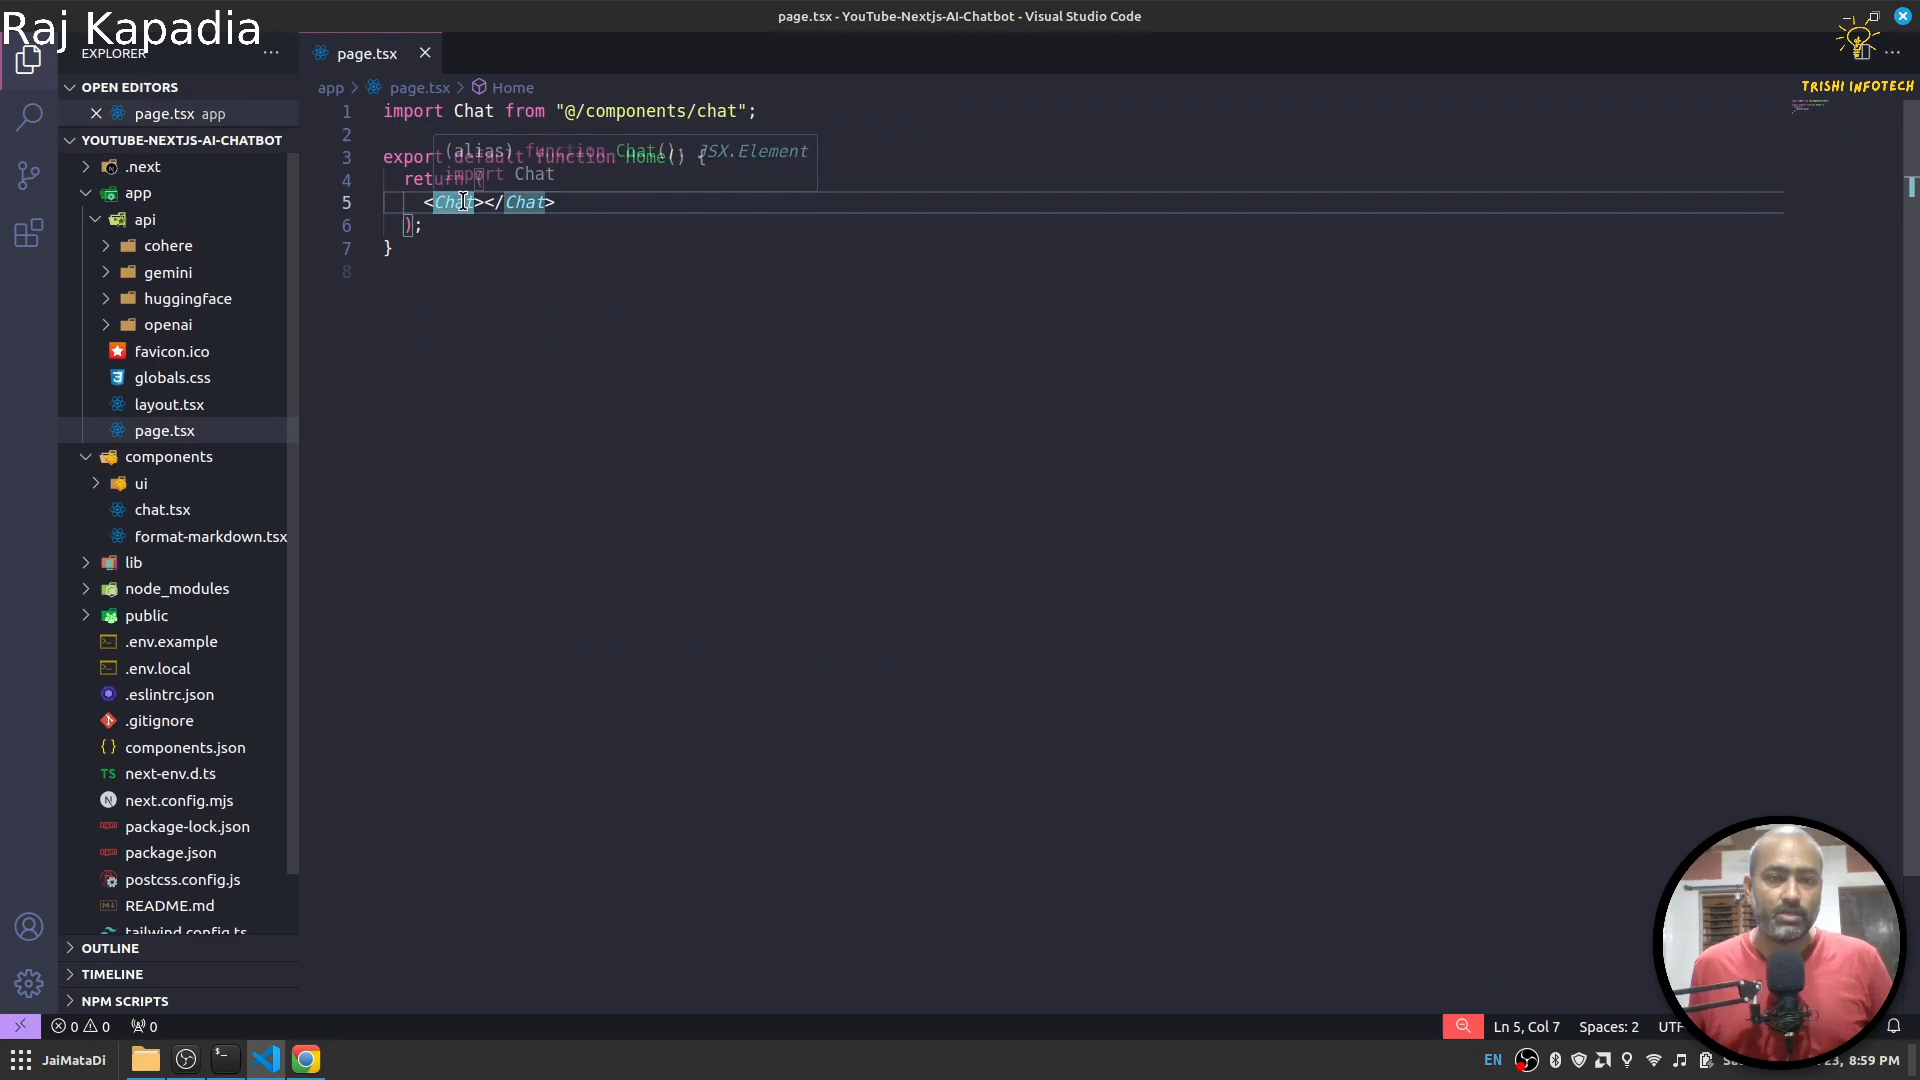 page.tsx - YouTube-Nextjs-AI-Chatbot - Visual Studio Code
Raj Kapadia
EXPLORER
page.tsx
TRISHI INFOTECH
OPEN EDITORS
page.tsx app
YOUTUBE-NEXTJS-AI-CHATBOT
.next
app
api
cohere
gemini
huggingface
openai
favicon.ico
globals.css
layout.tsx
page.tsx
components
ui
chat.tsx
format-markdown.tsx
lib
node_modules
public
.env.example
.env.local
.eslintrc.json
.gitignore
components.json
next-env.d.ts
next.config.mjs
package-lock.json
package.json
postcss.config.js
README.md
tailwind.config.ts
OUTLINE
TIMELINE
NPM SCRIPTS
app > page.tsx > Home
1 import Chat from "@/components/chat";
2
(alias) function Chat(): JSX.Element
import Chat
3 export default function Home() {
4 return (
5 <Chat></Chat>
6 );
7 }
8
0 0 0
Ln 5, Col 7 Spaces: 2
JaiMataDi
EN
23, 8:59 PM